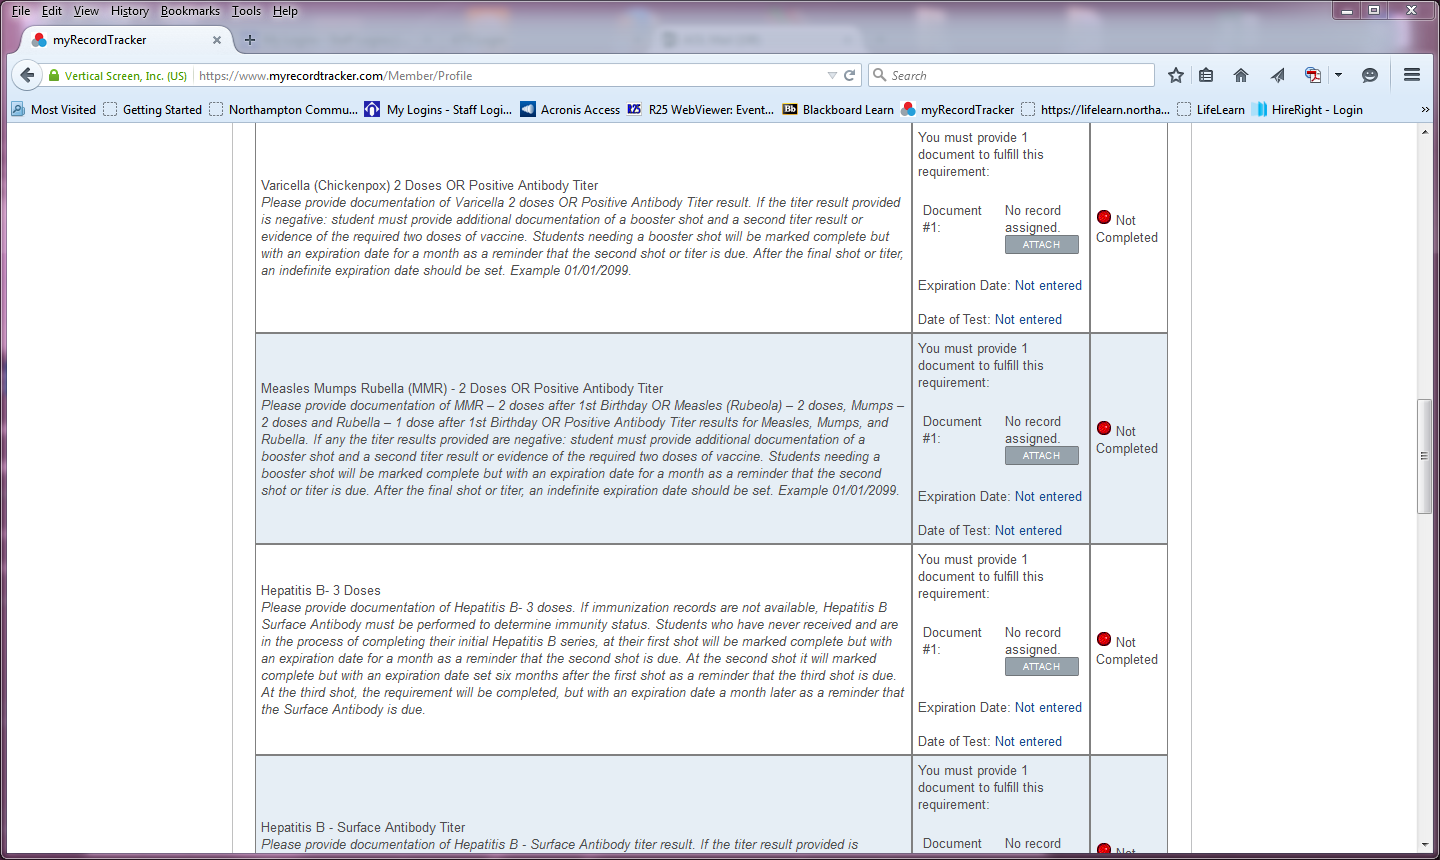 File Edit View History Bookmarks Tools Help
myRecordTracker
Vertical Screen, Inc. (US) https://www.myrecordtracker.com/Member/Profile Search
Most Visited Getting Started Northampton Commu... My Logins - Staff Logi... Acronis Access R25 WebViewer: Event... Bb Blackboard Learn myRecordTracker https://lifelearn.northa... LifeLearn HireRight - Login »
Varicella (Chickenpox) 2 Doses OR Positive Antibody Titer
Please provide documentation of Varicella 2 doses OR Positive Antibody Titer result. If the titer result provided
is negative: student must provide additional documentation of a booster shot and a second titer result or
evidence of the required two doses of vaccine. Students needing a booster shot will be marked complete but
with an expiration date for a month as a reminder that the second shot or titer is due. After the final shot or titer,
an indefinite expiration date should be set. Example 01/01/2099.
You must provide 1
document to fulfill this
requirement:
Document
#1:
No record
assigned.
ATTACH
Expiration Date: Not entered
Date of Test: Not entered
Not
Completed
Measles Mumps Rubella (MMR) - 2 Doses OR Positive Antibody Titer
Please provide documentation of MMR – 2 doses after 1st Birthday OR Measles (Rubeola) – 2 doses, Mumps –
2 doses and Rubella – 1 dose after 1st Birthday OR Positive Antibody Titer results for Measles, Mumps, and
Rubella. If any the titer results provided are negative: student must provide additional documentation of a
booster shot and a second titer result or evidence of the required two doses of vaccine. Students needing a
booster shot will be marked complete but with an expiration date for a month as a reminder that the second
shot or titer is due. After the final shot or titer, an indefinite expiration date should be set. Example 01/01/2099.
You must provide 1
document to fulfill this
requirement:
Document
#1:
No record
assigned.
ATTACH
Expiration Date: Not entered
Date of Test: Not entered
Not
Completed
Hepatitis B- 3 Doses
Please provide documentation of Hepatitis B- 3 doses. If immunization records are not available, Hepatitis B
Surface Antibody must be performed to determine immunity status. Students who have never received and are
in the process of completing their initial Hepatitis B series, at their first shot will be marked complete but with
an expiration date for a month as a reminder that the second shot is due. At the second shot it will marked
complete but with an expiration date set six months after the first shot as a reminder that the third shot is due.
At the third shot, the requirement will be completed, but with an expiration date a month later as a reminder that
the Surface Antibody is due.
You must provide 1
document to fulfill this
requirement:
Document
#1:
No record
assigned.
ATTACH
Expiration Date: Not entered
Date of Test: Not entered
Not
Completed
Hepatitis B - Surface Antibody Titer
Please provide documentation of Hepatitis B - Surface Antibody titer result. If the titer result provided is
You must provide 1
document to fulfill this
requirement:
Document
No record
Not